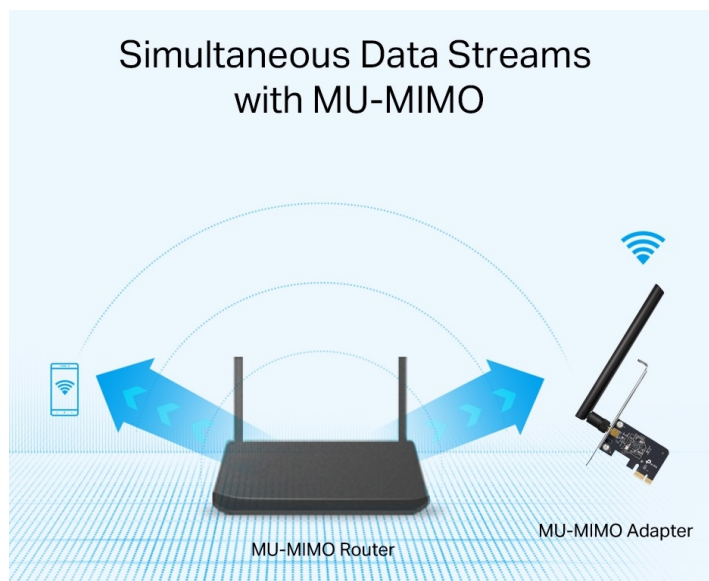 Simultaneous Data Streams
with MU-MIMO
MU-MIMO Adapter
MU-MIMO Router